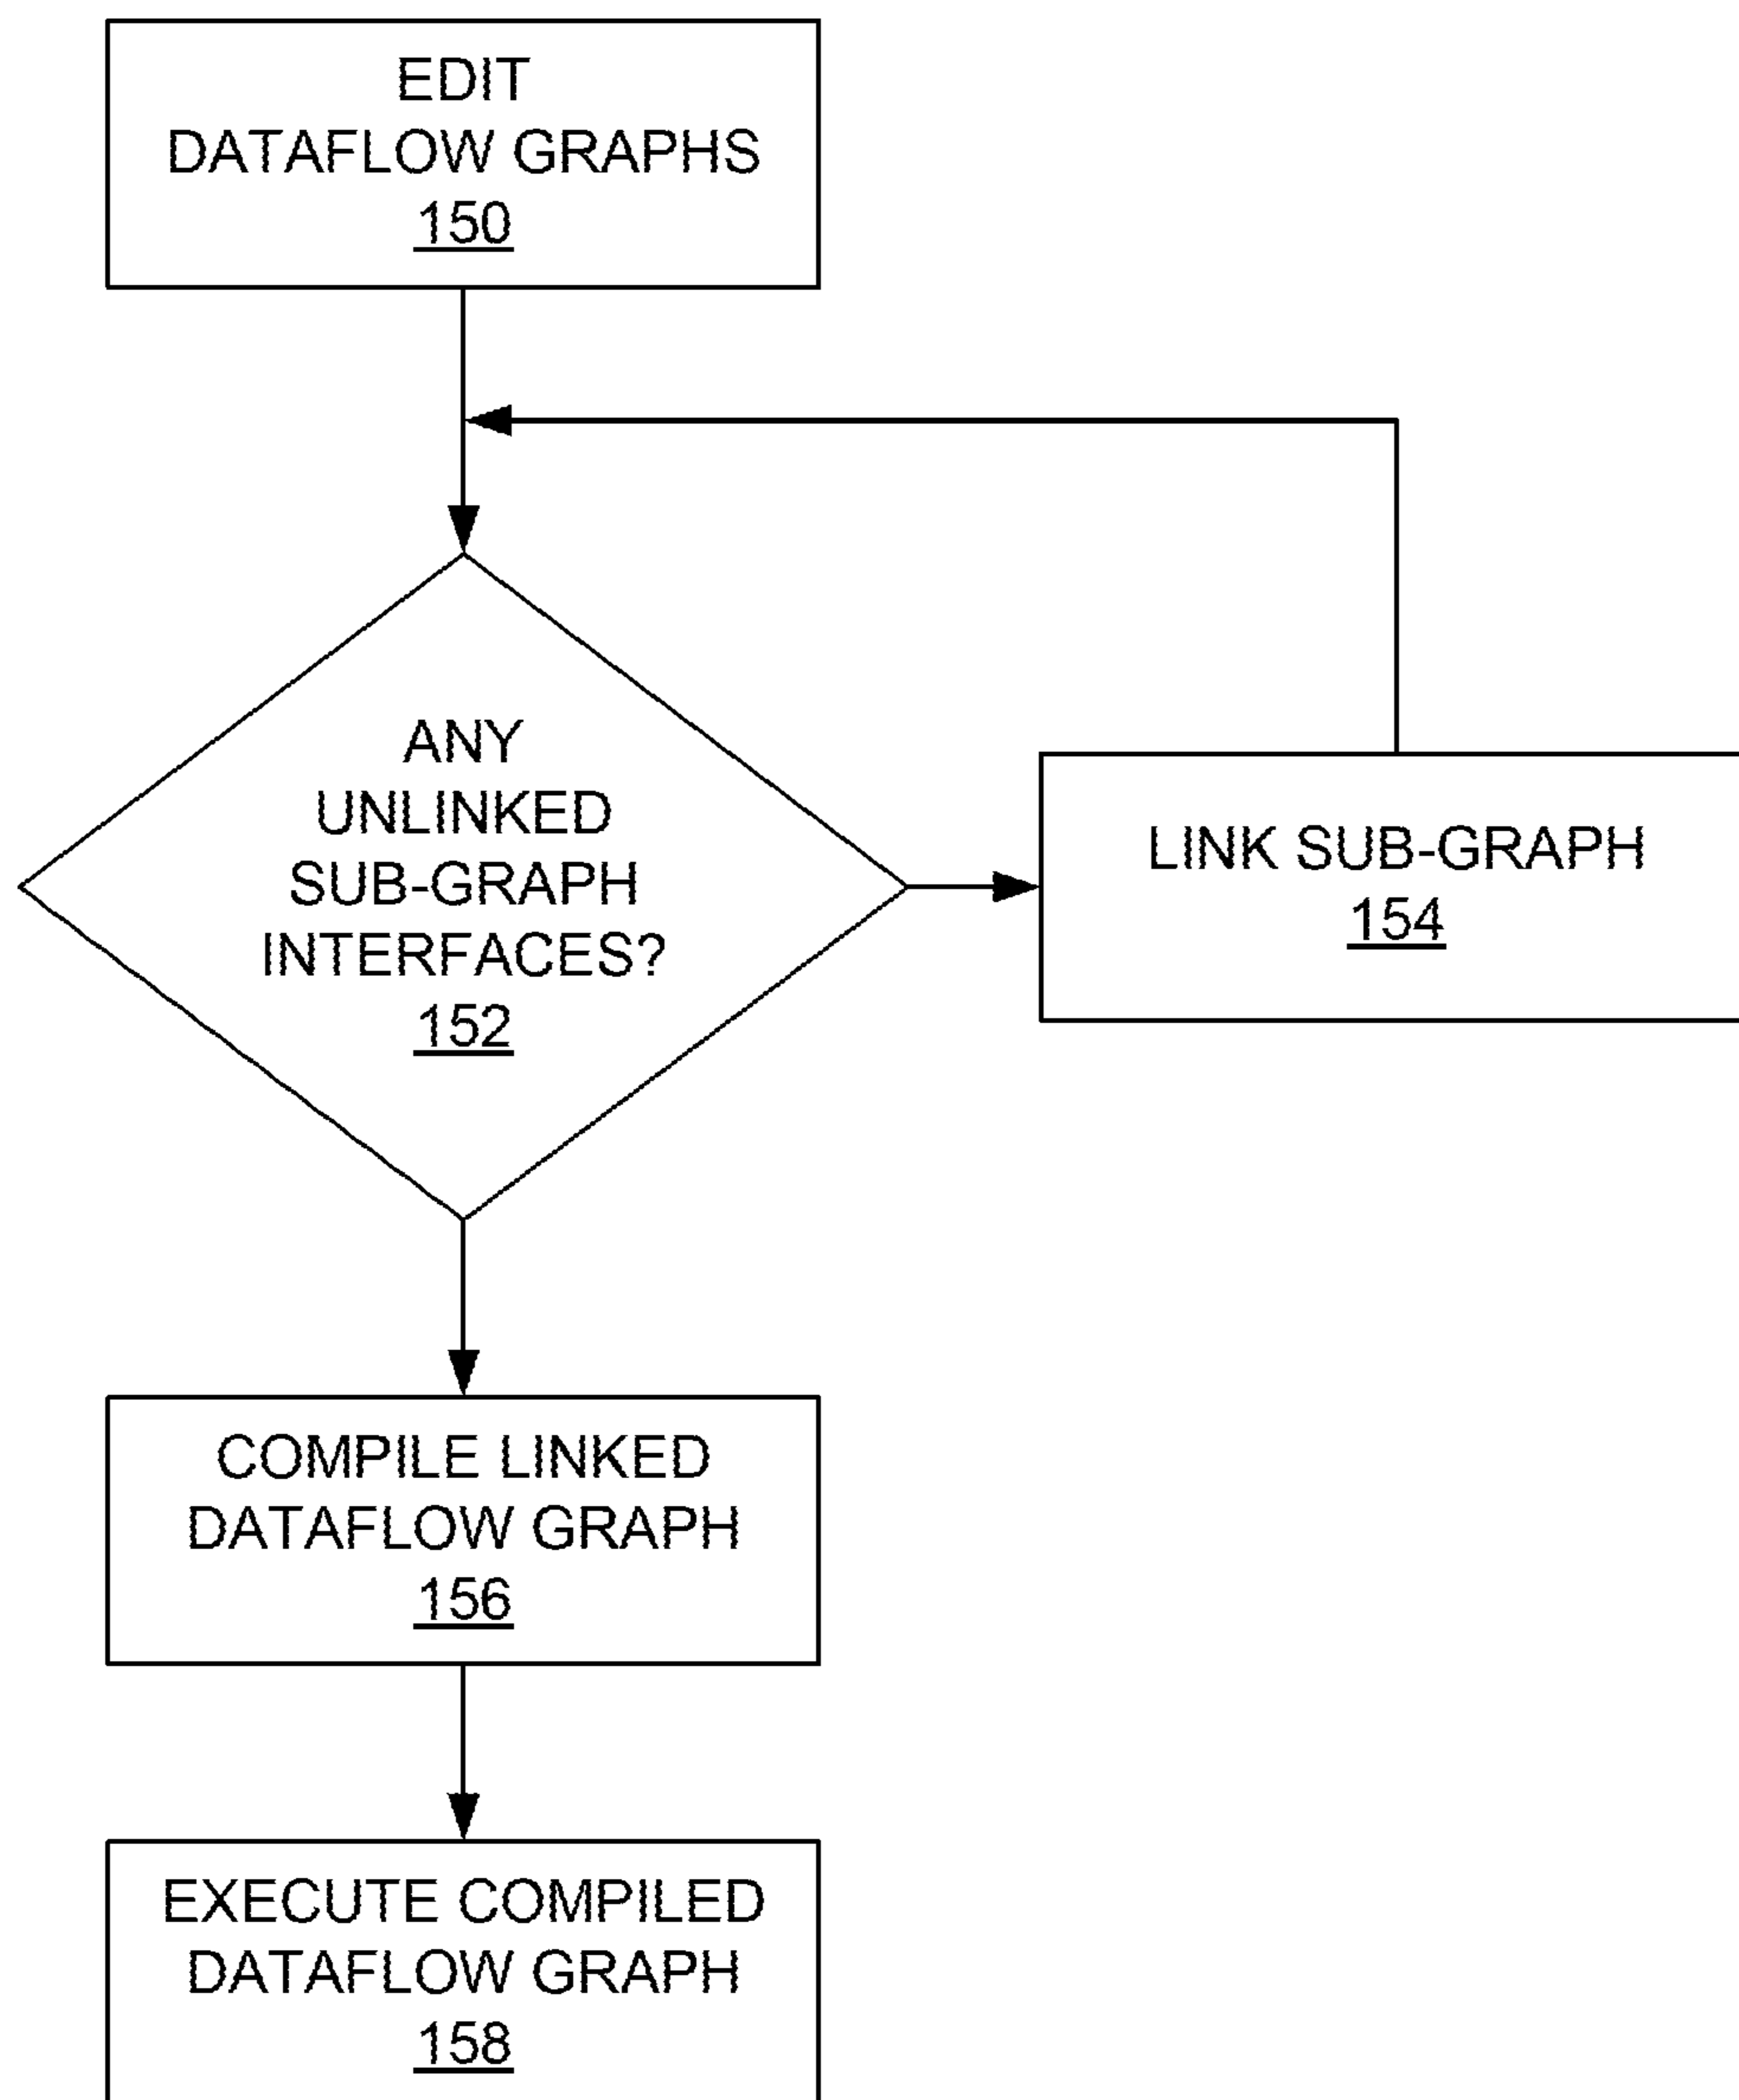 EDIT
DATAFLOW GRAPHS
150
ANY
UNLINKED
SUB-GRAPH
INTERFACES?
152
LINK SUB-GRAPH
154
COMPILE LINKED
DATAFLOW GRAPH
156
EXECUTE COMPILED
DATAFLOW GRAPH
158